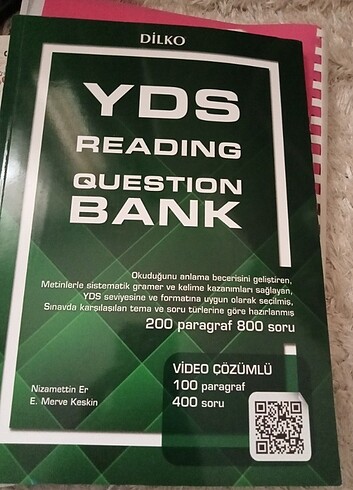 DİLKO
YDS
READING
QUESTION
BANK
Okuduğunu anlama becerisini geliştiren,
Metinlerle sistematik gramer ve kelime kazanımları sağlayan,
YDS seviyesine ve formatına uygun olarak seçilmiş,
Sınavda karşılaşılan tema ve soru türlerine göre hazırlanmış
200 paragraf 800 soru
VİDEO ÇÖZÜMLÜ
100 paragraf
400 soru
Nizamettin Er
E. Merve Keskin